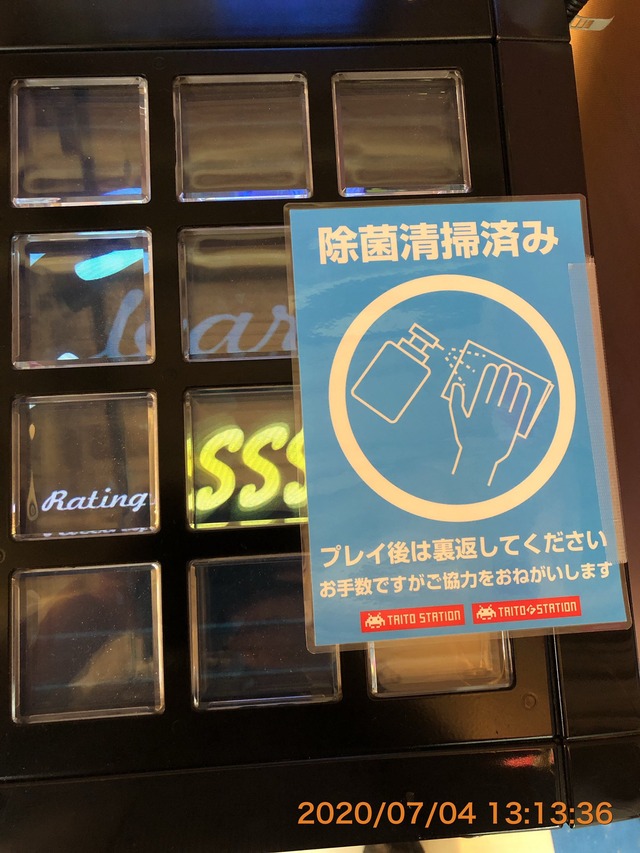 除菌清掃済み
lear
Rating
SSS
プレイ後は裏返してください
お手数ですがご協力をおねがいします
TAITO STATION TAITO STATION
2020/07/04 13:13:36